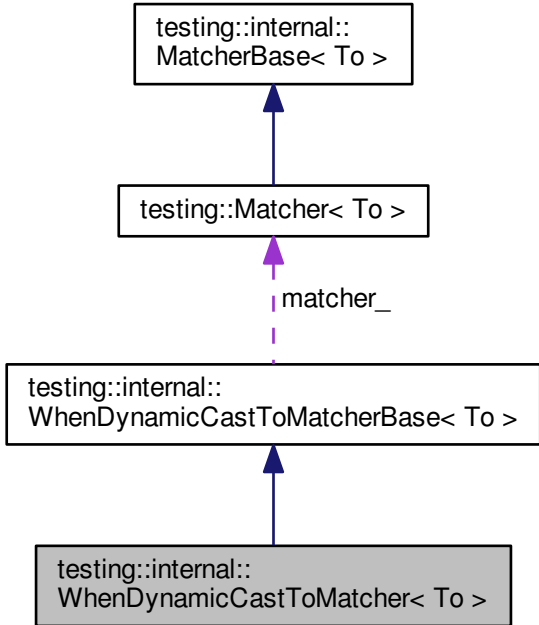 testing::internal::
MatcherBase< To >
testing::Matcher< To >
matcher_
testing::internal::
WhenDynamicCastToMatcherBase< To >
testing::internal::
WhenDynamicCastToMatcher< To >